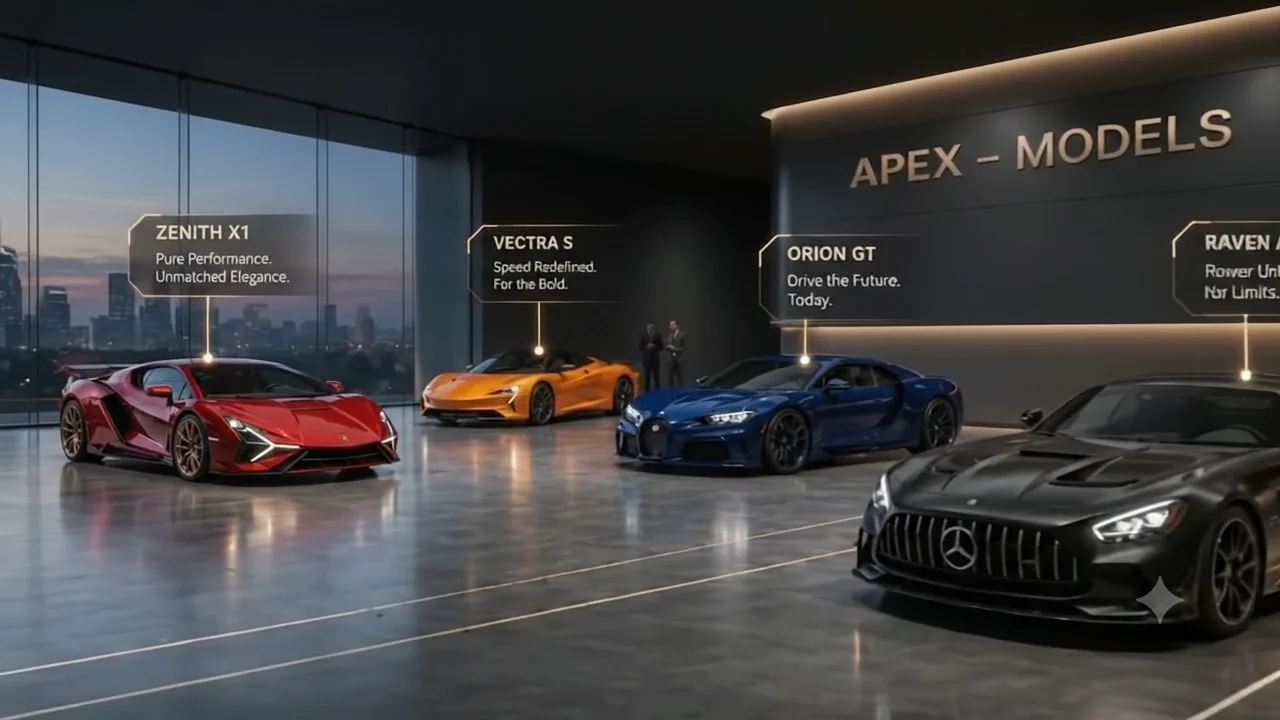 APEX – MODELS
ZENITH X1
Pure Performance.
Unmatched Elegance.
VECTRA S
Speed Redefined.
For the Bold.
ORION GT
Drive the Future.
Today.
RAVEN
Limits.